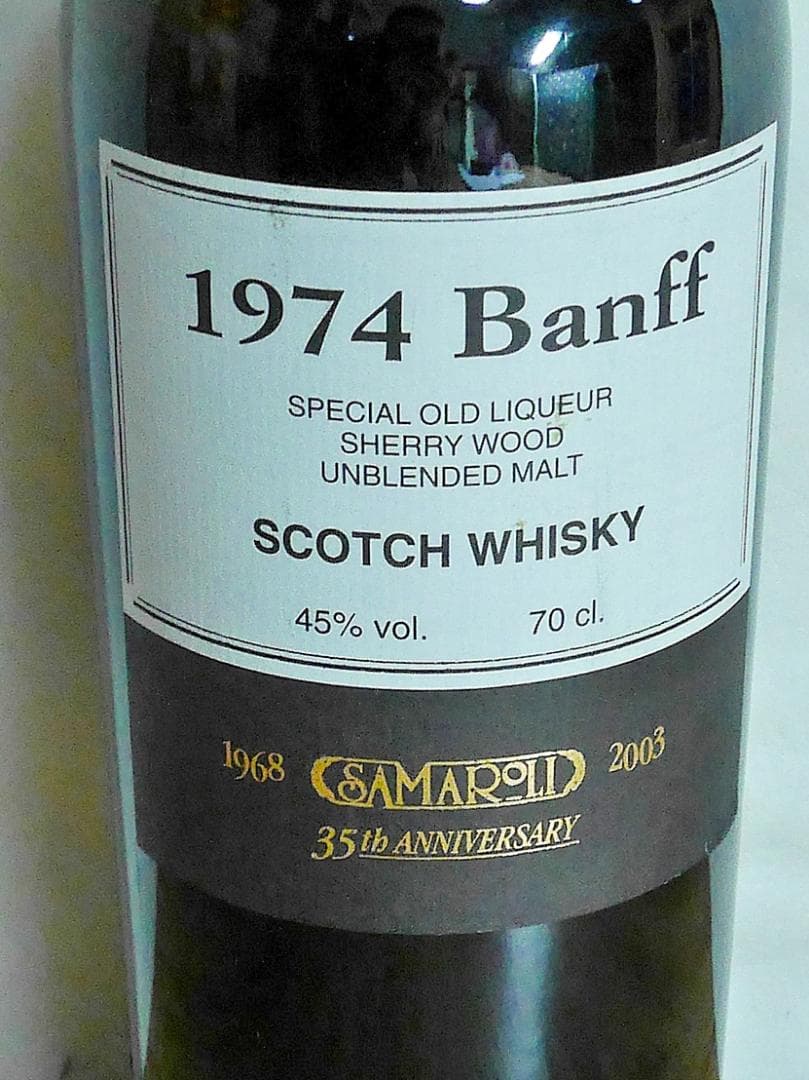 1974 Banff
SPECIAL OLD LIQUEUR
SHERRY WOOD
UNBLENDED MALT
SCOTCH WHISKY
45% vol. 70 cl.
1968 SAMAROLI 2003
35th ANNIVERSARY